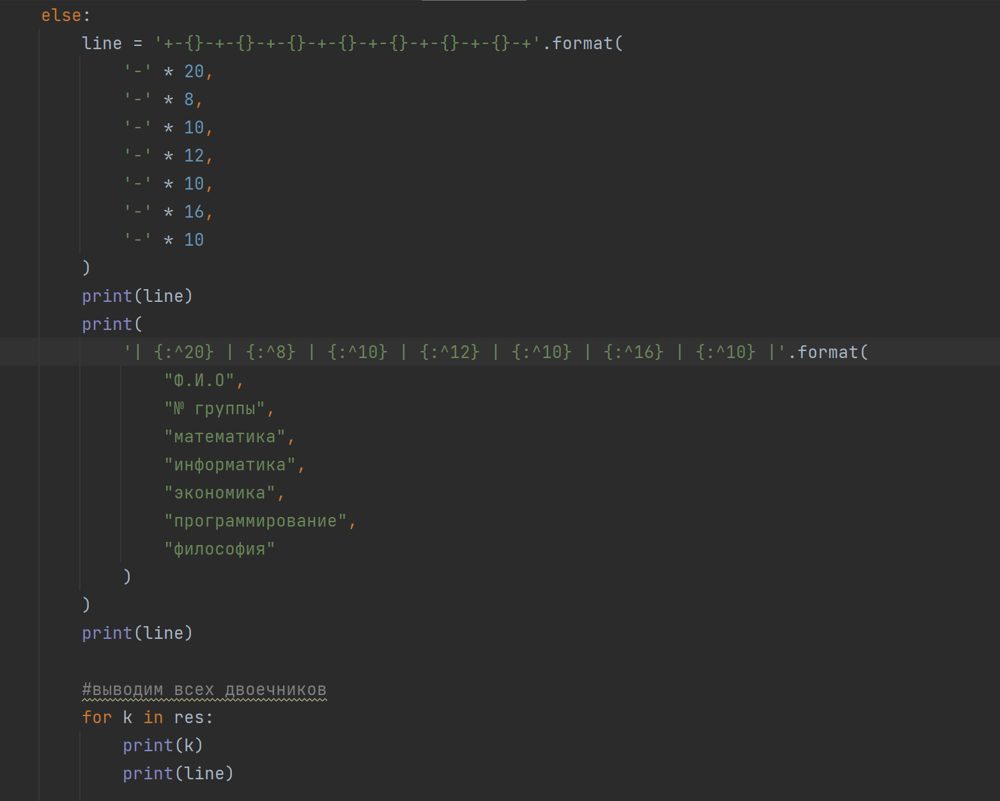 else:
    line = '+-{}-+-{}-+-{}-+-{}-+-{}-+-{}-+-{}-+'.format(
        '-' * 20,
        '-' * 8,
        '-' * 10,
        '-' * 12,
        '-' * 10,
        '-' * 16,
        '-' * 10
    )
    print(line)
    print(
        '| {:^20} | {:^8} | {:^10} | {:^12} | {:^10} | {:^16} | {:^10} |'.format(
            "Ф.И.О",
            "№ группы",
            "математика",
            "информатика",
            "экономика",
            "программирование",
            "философия"
        )
    )
    print(line)

    #выводим всех двоечников
    for k in res:
        print(k)
        print(line)